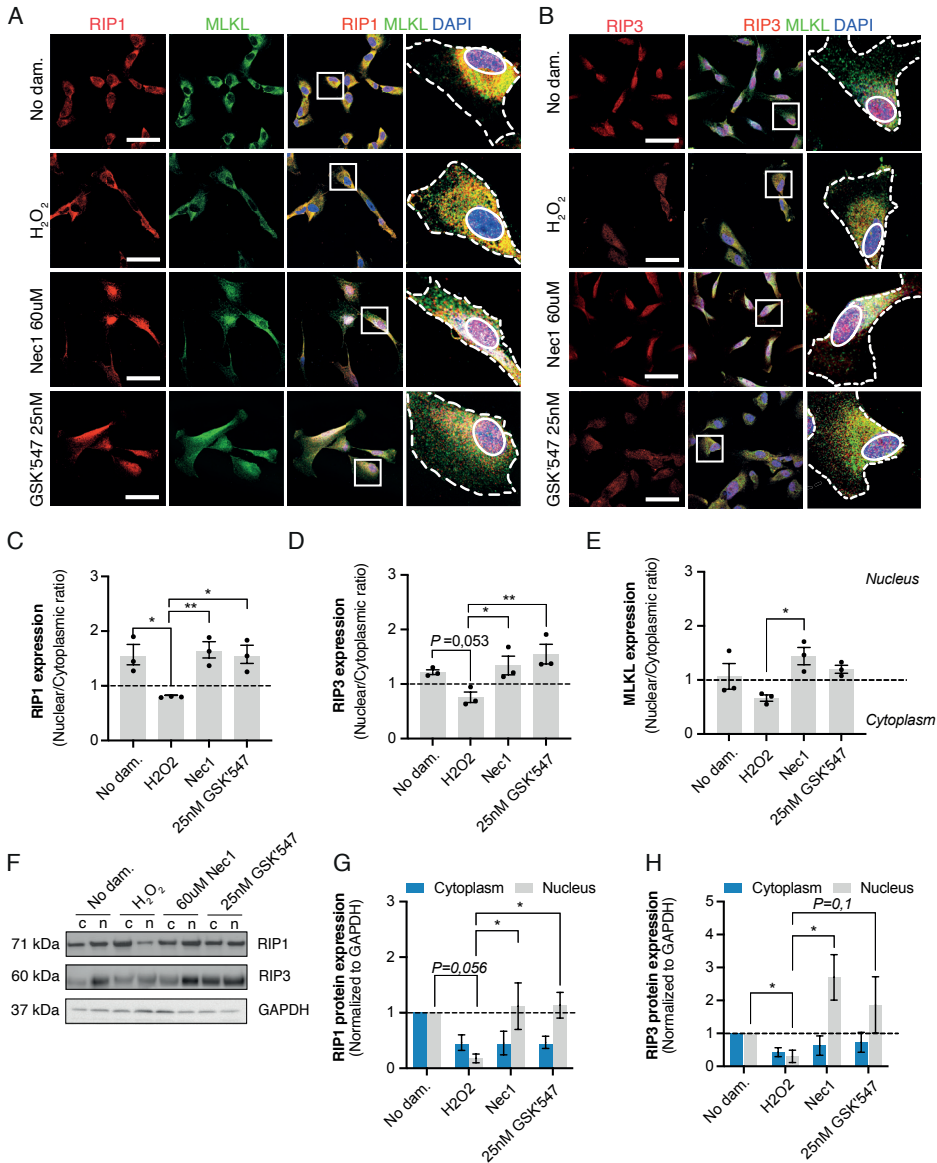 A
RIP1
MLKL
RIP1 MLKL DAPI
No dam.
H₂O₂
Nec1 60uM
GSK'547 25nM
B
RIP3
RIP3 MLKL DAPI
No dam.
H₂O₂
Nec1 60uM
GSK'547 25nM
C
RIP1 expression
(Nuclear/Cytoplasmic ratio)
3
2
1
0
*
**
*
No dam.
H2O2
Nec1
25nM GSK'547
D
RIP3 expression
(Nuclear/Cytoplasmic ratio)
3
2
1
0
P =0,053
*
**
No dam.
H2O2
Nec1
25nM GSK'547
E
MLKL expression
(Nuclear/Cytoplasmic ratio)
3
2
1
0
*
Nucleus
Cytoplasm
No dam.
H2O2
Nec1
25nM GSK'547
F
No dam.
H₂O₂
60uM Nec1
25nM GSK'547
c n c n c n c n
71 kDa RIP1
60 kDa RIP3
37 kDa GAPDH
G
Cytoplasm Nucleus
RIP1 protein expression
(Normalized to GAPDH)
3
2
1
0
P=0,056
*
*
No dam.
H2O2
Nec1
25nM GSK'547
H
Cytoplasm Nucleus
RIP3 protein expression
(Normalized to GAPDH)
5
4
3
2
1
0
*
*
P=0,1
No dam.
H2O2
Nec1
25nM GSK'547